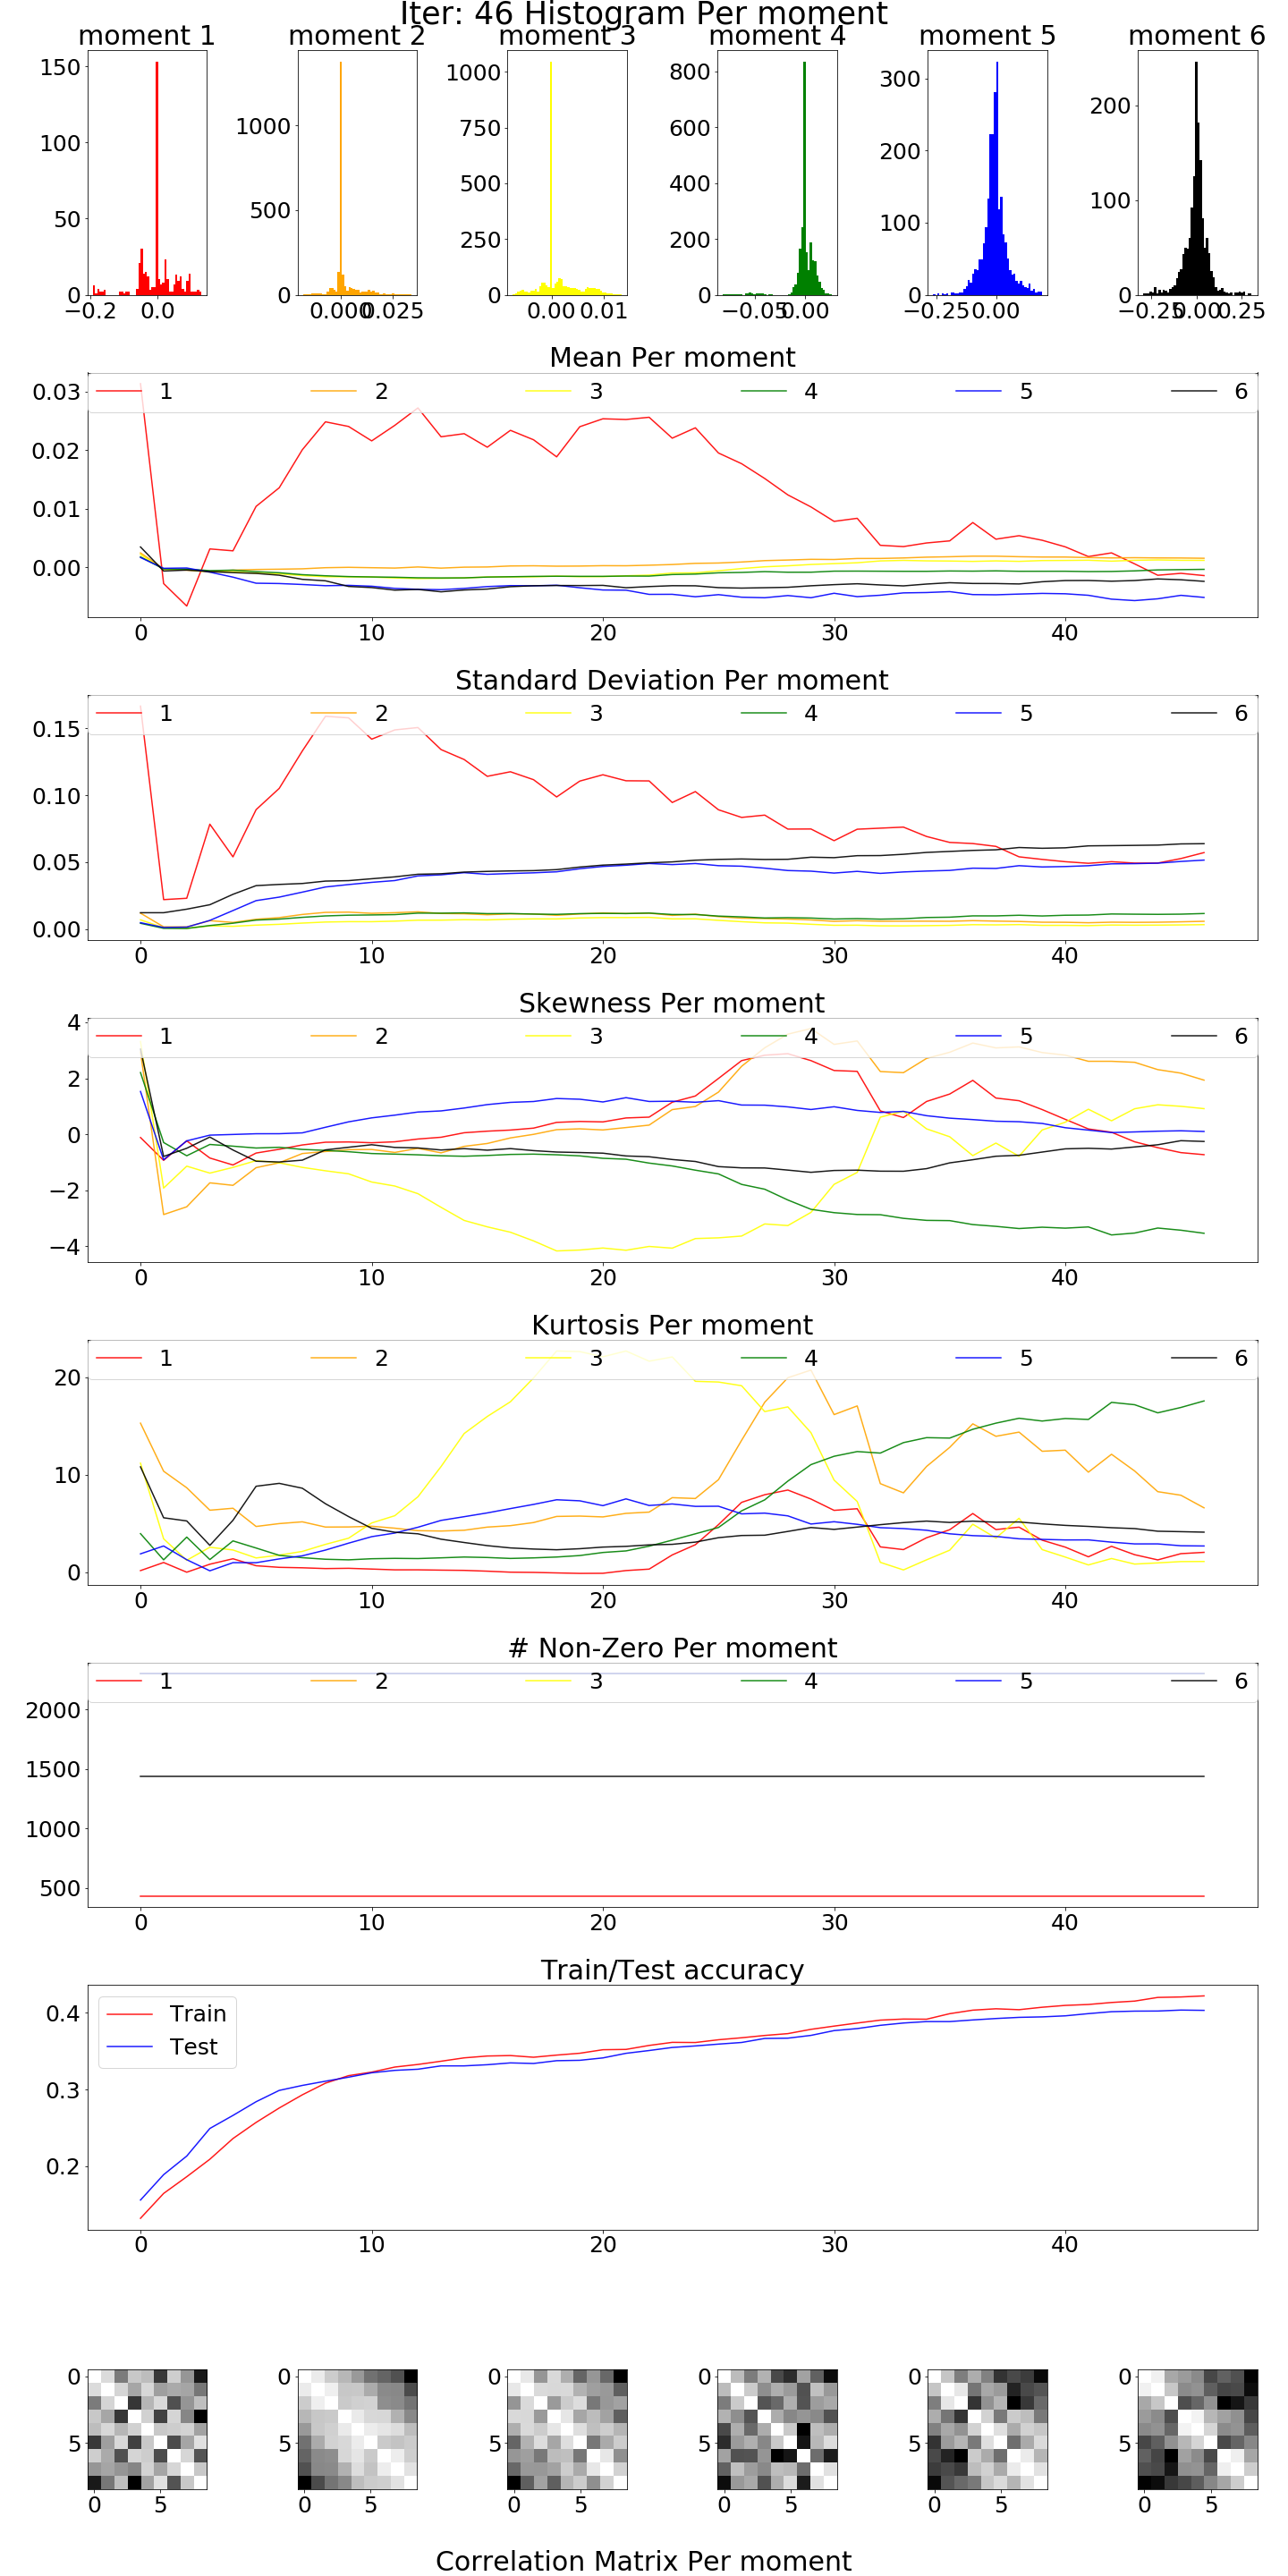 Iter: 46 Histogram Per moment
moment 1 moment 2 moment 3 moment 4 moment 5 moment 6
150
100
50
0
−0.2 0.0
1000
500
0
0.000 0.025
1000
750
500
250
0
0.00 0.01
800
600
400
200
0
−0.05 0.00
300
200
100
0
−0.25 0.00
200
100
0
−0.25 0.00 0.25
Mean Per moment
1 2 3 4 5 6
0.03
0.02
0.01
0.00
0 10 20 30 40
Standard Deviation Per moment
1 2 3 4 5 6
0.15
0.10
0.05
0.00
0 10 20 30 40
Skewness Per moment
1 2 3 4 5 6
4
2
0
−2
−4
0 10 20 30 40
Kurtosis Per moment
1 2 3 4 5 6
20
10
0
0 10 20 30 40
# Non-Zero Per moment
1 2 3 4 5 6
2000
1500
1000
500
0 10 20 30 40
Train/Test accuracy
Train
Test
0.4
0.3
0.2
0 10 20 30 40
0 0 0 0 0 0
5 5 5 5 5 5
0 5 0 5 0 5 0 5 0 5 0 5
Correlation Matrix Per moment